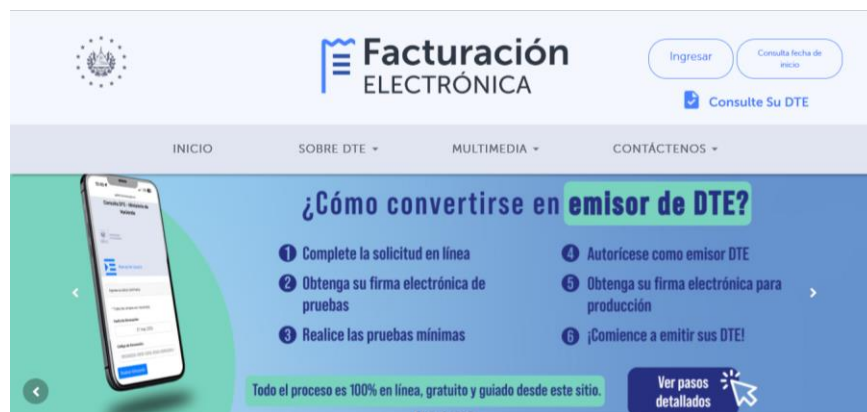 Facturación
ELECTRÓNICA
Ingresar
Consulta fecha de
inicio
Consulte Su DTE
INICIO
SOBRE DTE
MULTIMEDIA
CONTÁCTENOS
¿Cómo convertirse en emisor de DTE?
1 Complete la solicitud en línea
2 Obtenga su firma electrónica de
pruebas
3 Realice las pruebas mínimas
4 Autorícese como emisor DTE
5 Obtenga su firma electrónica para
producción
6 ¡Comience a emitir sus DTE!
Todo el proceso es 100% en línea, gratuito y guiado desde este sitio.
Ver pasos
detallados